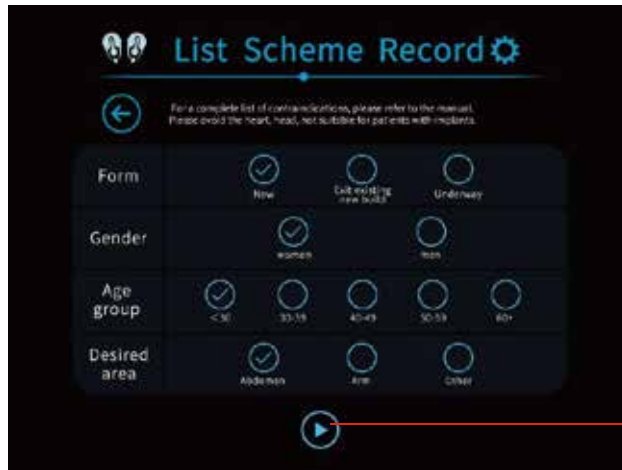 List Scheme Record
For a complete list of contraindications, please refer to the manual.
Please avoid the heart, head, not suitable for patients with implants.
Form
New
Exit existing
new build
Underway
Gender
women
men
Age
group
<30
30-39
40-49
50-59
60+
Desired
area
Abdomen
Arm
Other